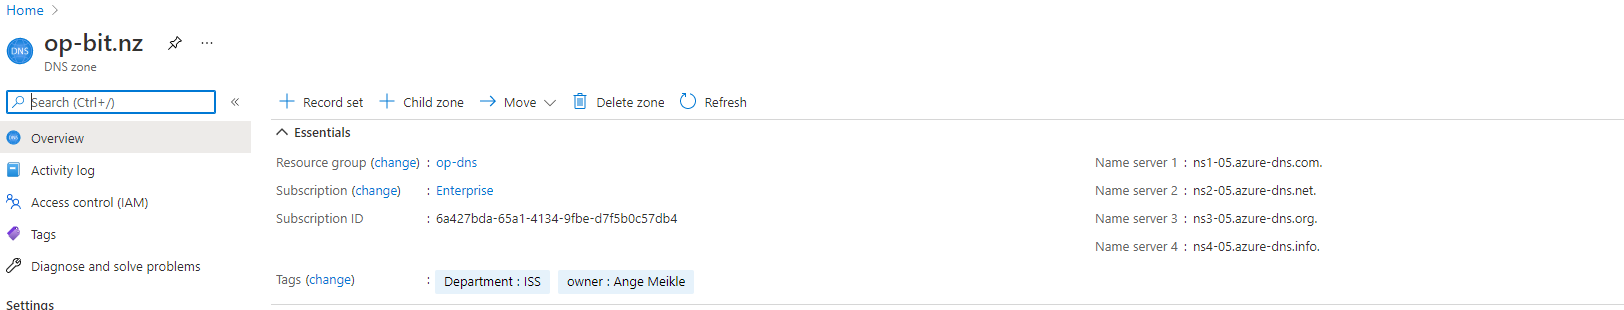 Home
op-bit.nz
DNS zone
DNS
Search (Ctrl+/)
Record set
Child zone
Move
Delete zone
Refresh
Overview
Activity log
Access control (IAM)
Tags
Diagnose and solve problems
Settings
Essentials
Resource group (change) : op-dns
Subscription (change) : Enterprise
Subscription ID : 6a427bda-65a1-4134-9fbe-d7f5b0c57db4
Tags (change) : Department : ISS owner : Ange Meikle
Name server 1 : ns1-05.azure-dns.com.
Name server 2 : ns2-05.azure-dns.net.
Name server 3 : ns3-05.azure-dns.org.
Name server 4 : ns4-05.azure-dns.info.